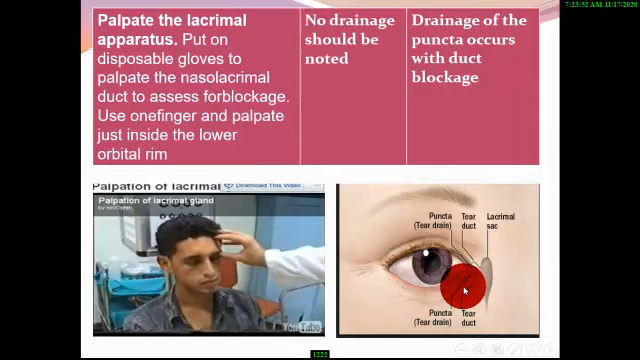 7:23:52 AM 11/17/2020
Palpate the lacrimal
apparatus. Put on
disposable gloves to
palpate the nasolacrimal
duct to assess forblockage.
Use onefinger and palpate
just inside the lower
orbital rim
No drainage
should be
noted
Drainage of the
puncta occurs
with duct
blockage
Palpation of lacrimal
Download This Video
Palpation of lacrimal gland
YouTube
Puncta
(Tear drain)
Tear
duct
Lacrimal
sac
Puncta
(Tear drain)
Tear
duct
1222